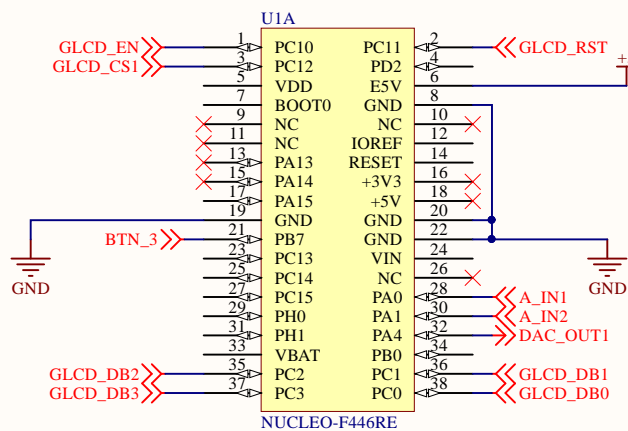 U1A
GLCD_EN 1 PC10 PC11 2 GLCD_RST
GLCD_CS1 3 PC12 PD2 4
5 VDD E5V 6 +
7 BOOT0 GND 8
9 NC NC 10
11 NC IOREF 12
13 PA13 RESET 14
15 PA14 +3V3 16
17 PA15 +5V 18
19 GND GND 20
BTN_3 21 PB7 GND 22
23 PC13 VIN 24
25 PC14 NC 26
GND GND
27 PC15 PA0 28 A_IN1
29 PH0 PA1 30 A_IN2
31 PH1 PA4 32 DAC_OUT1
33 VBAT PB0 34
GLCD_DB2 35 PC2 PC1 36 GLCD_DB1
GLCD_DB3 37 PC3 PC0 38 GLCD_DB0
NUCLEO-F446RE